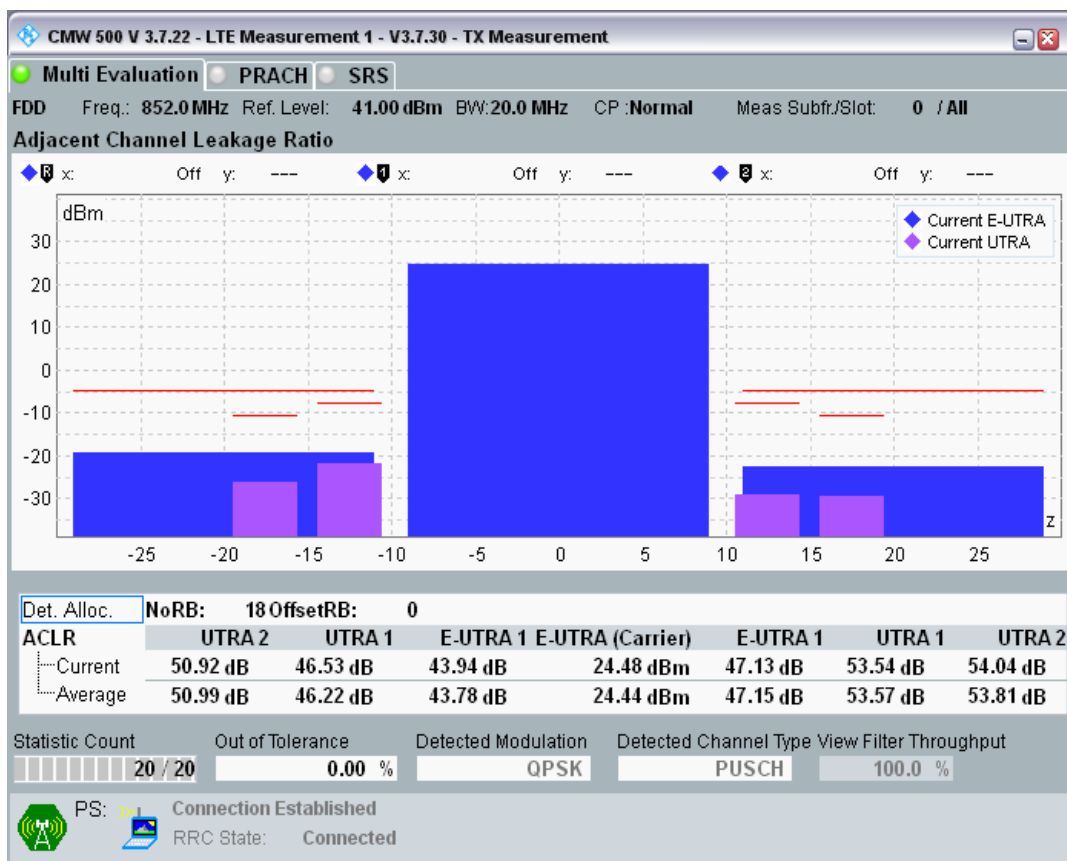 CMW 500 V 3.7.22 - LTE Measurement 1 - V3.7.30 - TX Measurement
Multi Evaluation PRACH SRS
FDD Freq.: 852.0 MHz Ref. Level: 41.00 dBm BW:20.0 MHz CP :Normal Meas Subfr./Slot: 0 / All
Adjacent Channel Leakage Ratio
R x: Off y: --- 1 x: Off y: --- 2 x: Off y: ---
dBm
Current E-UTRA
Current UTRA
30
20
10
0
-10
-20
-30
z
-25 -20 -15 -10 -5 0 5 10 15 20 25
Det. Alloc. NoRB: 18 OffsetRB: 0
ACLR UTRA 2 UTRA 1 E-UTRA 1 E-UTRA (Carrier) E-UTRA 1 UTRA 1 UTRA 2
Current 50.92 dB 46.53 dB 43.94 dB 24.48 dBm 47.13 dB 53.54 dB 54.04 dB
Average 50.99 dB 46.22 dB 43.78 dB 24.44 dBm 47.15 dB 53.57 dB 53.81 dB
Statistic Count Out of Tolerance Detected Modulation Detected Channel Type View Filter Throughput
20 / 20 0.00 % QPSK PUSCH 100.0 %
PS: Connection Established
RRC State: Connected